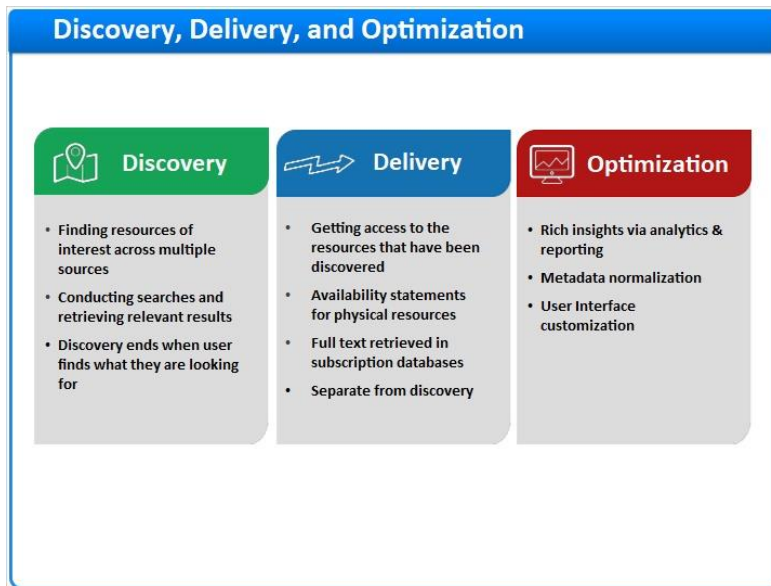 Discovery, Delivery, and Optimization
Discovery
• Finding resources of
interest across multiple
sources
• Conducting searches and
retrieving relevant results
• Discovery ends when user
finds what they are looking
for
Delivery
• Getting access to the
resources that have been
discovered
• Availability statements
for physical resources
• Full text retrieved in
subscription databases
• Separate from discovery
Optimization
• Rich insights via analytics &
reporting
• Metadata normalization
• User Interface
customization